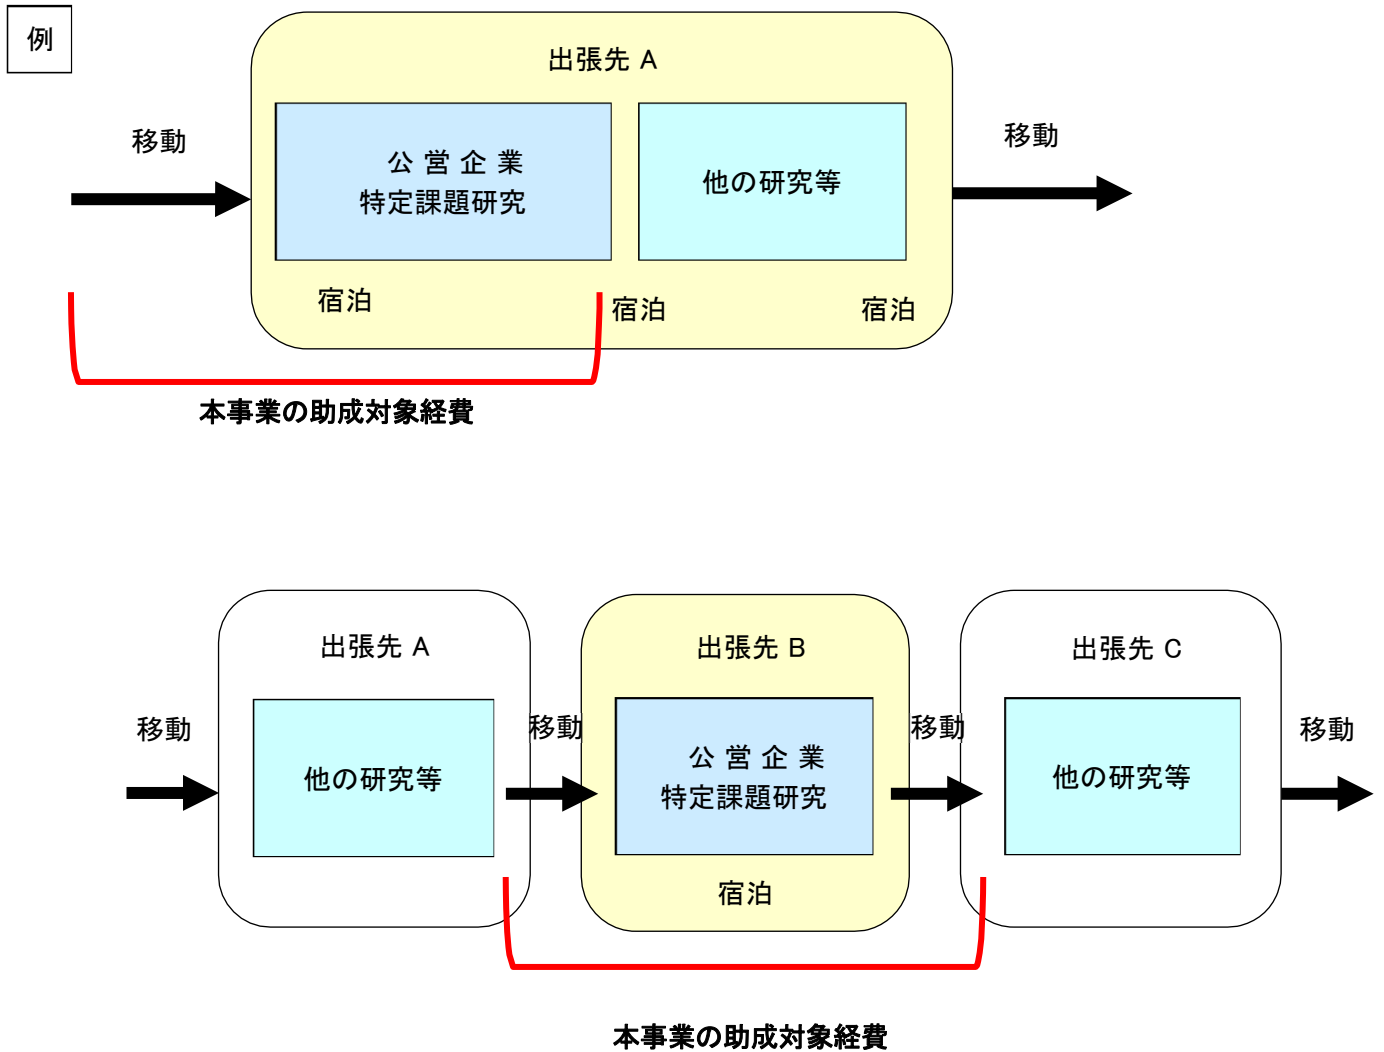 例
出張先 A
移動
移動
公 営 企 業
特定課題研究
他の研究等
宿泊
宿泊
宿泊
本事業の助成対象経費
出張先 A
出張先 B
出張先 C
移動
移動
移動
移動
他の研究等
公 営 企 業
特定課題研究
他の研究等
宿泊
本事業の助成対象経費